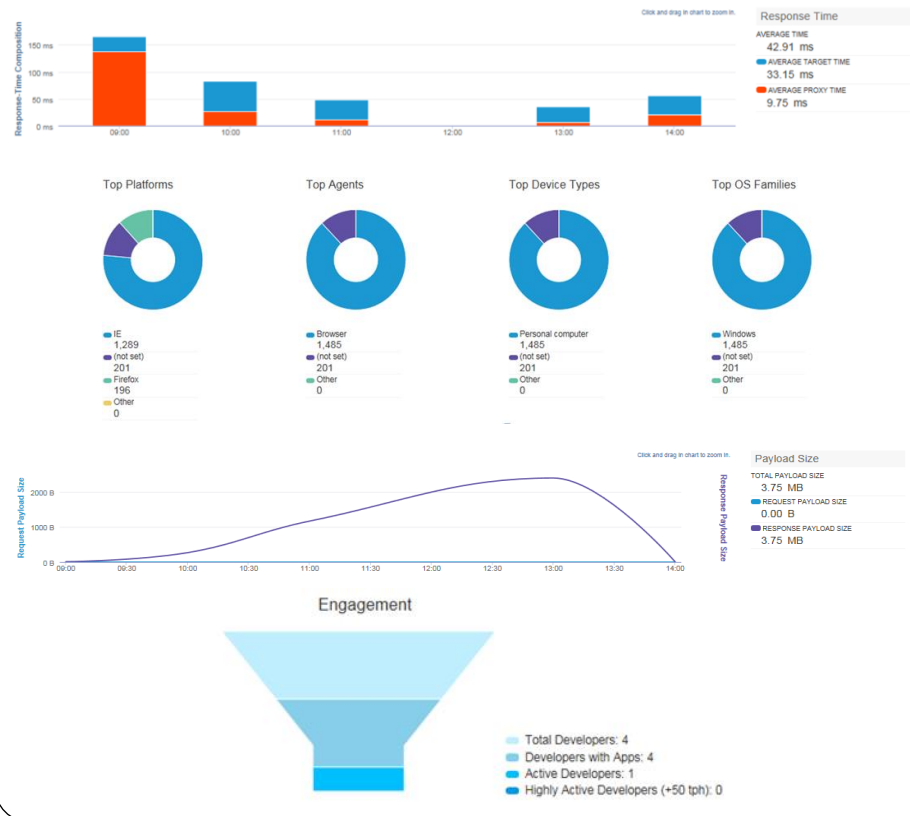 Click and drag in chart to zoom in.
Response Time
Response-Time Composition
150 ms
100 ms
50 ms
0 ms
09:00
10:00
11:00
12:00
13:00
14:00
AVERAGE TIME
42.91 ms
AVERAGE TARGET TIME
33.15 ms
AVERAGE PROXY TIME
9.75 ms
Top Platforms
Top Agents
Top Device Types
Top OS Families
IE
1,289
(not set)
201
Firefox
196
Other
0
Browser
1,485
(not set)
201
Other
0
Personal computer
1,485
(not set)
201
Other
0
Windows
1,485
(not set)
201
Other
0
Click and drag in chart to zoom in.
Payload Size
Request Payload Size
2000 B
1000 B
0 B
09:00
09:30
10:00
10:30
11:00
11:30
12:00
12:30
13:00
13:30
14:00
Response Payload Size
TOTAL PAYLOAD SIZE
3.75 MB
REQUEST PAYLOAD SIZE
0.00 B
RESPONSE PAYLOAD SIZE
3.75 MB
Engagement
Total Developers: 4
Developers with Apps: 4
Active Developers: 1
Highly Active Developers (+50 tph): 0